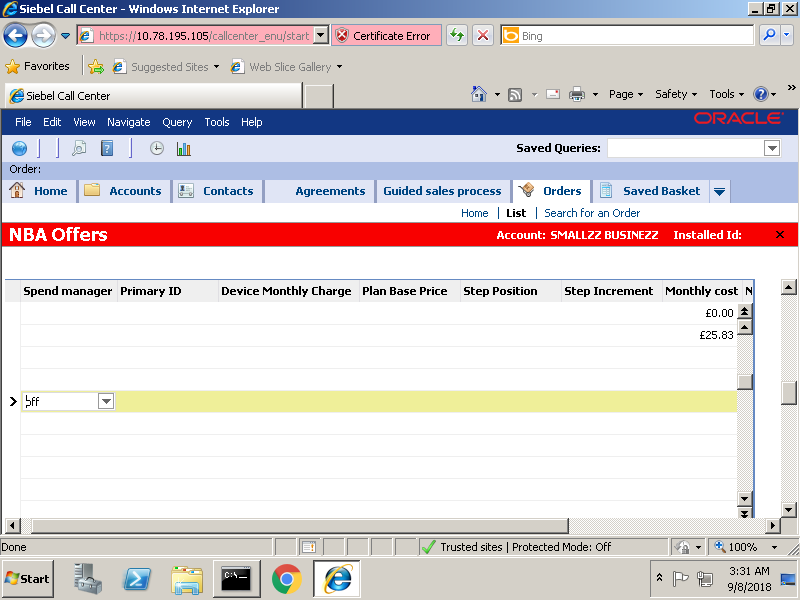 Siebel Call Center - Windows Internet Explorer
https://10.78.195.105/callcenter_enu/start
Certificate Error
Bing
Favorites
Suggested Sites
Web Slice Gallery
Siebel Call Center
Page
Safety
Tools
File Edit View Navigate Query Tools Help
ORACLE
Saved Queries:
Order:
Home Accounts Contacts Agreements Guided sales process Orders Saved Basket
Home | List | Search for an Order
NBA Offers
Account: SMALLZZ BUSINEZZ Installed Id:
Spend manager Primary ID Device Monthly Charge Plan Base Price Step Position Step Increment Monthly cost N
£0.00
£25.83
Off
Done
Trusted sites | Protected Mode: Off
100%
Start
C:\
3:31 AM
9/8/2018